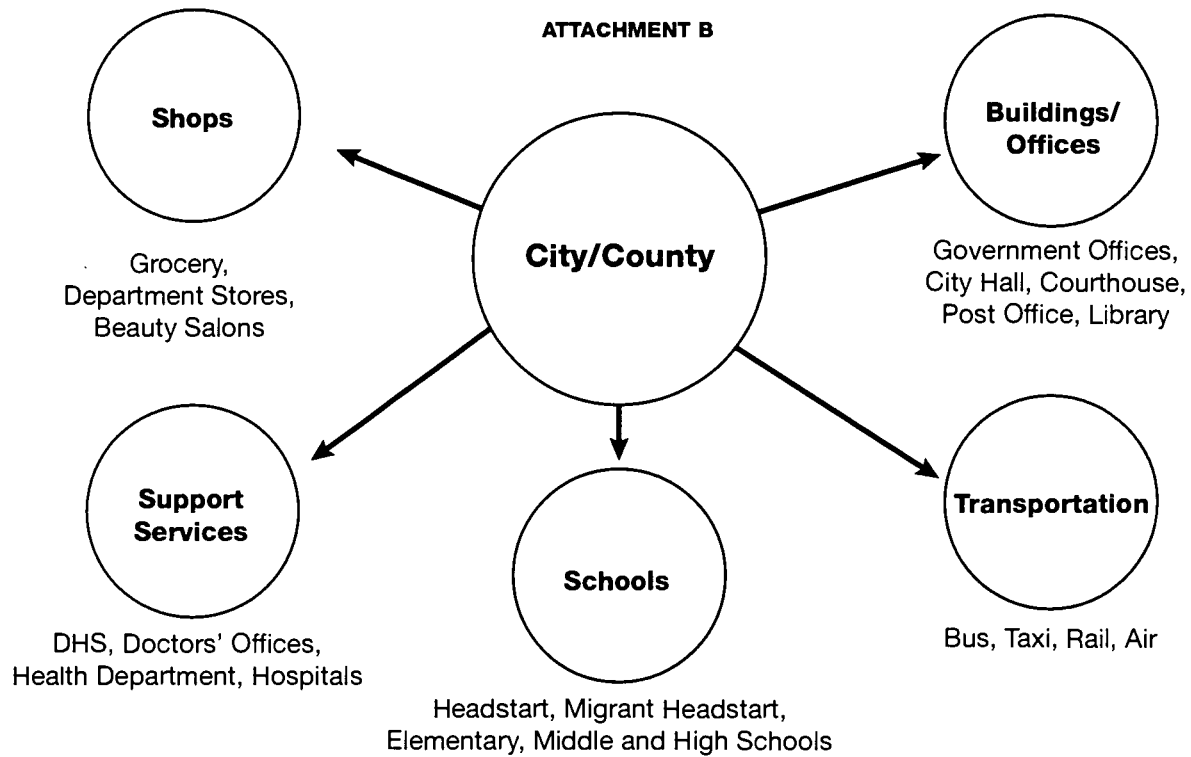 ATTACHMENT B
Shops
Grocery,
Department Stores,
Beauty Salons
Buildings/
Offices
Government Offices,
City Hall, Courthouse,
Post Office, Library
City/County
Support
Services
DHS, Doctors' Offices,
Health Department, Hospitals
Schools
Headstart, Migrant Headstart,
Elementary, Middle and High Schools
Transportation
Bus, Taxi, Rail, Air